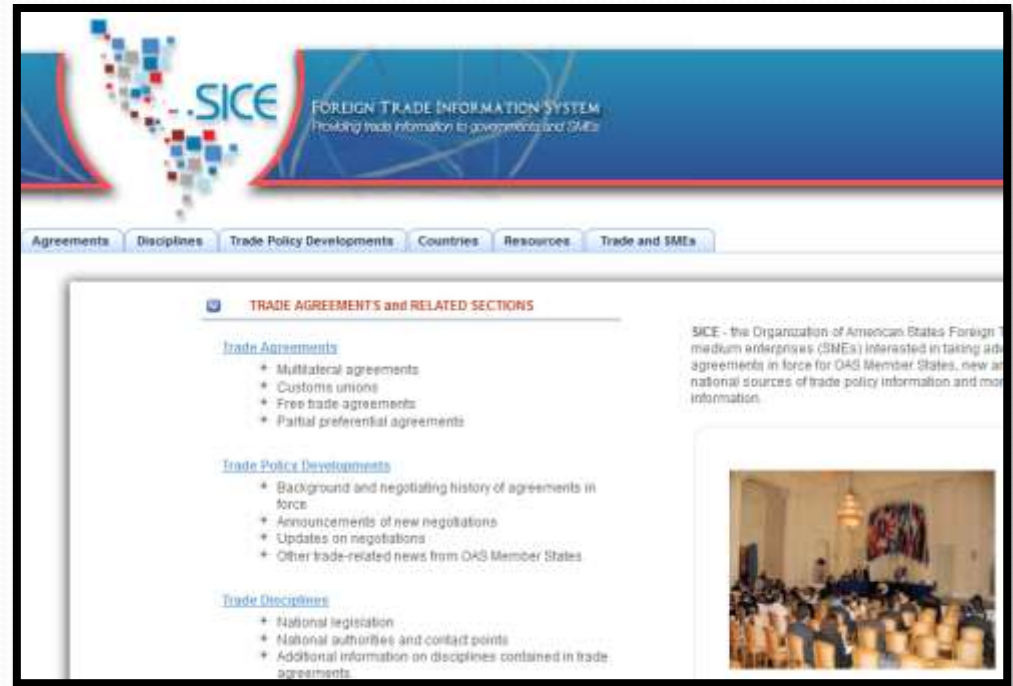 SICE
FOREIGN TRADE INFORMATION SYSTEM
Providing trade information to governments and SMEs
Agreements
Disciplines
Trade Policy Developments
Countries
Resources
Trade and SMEs
TRADE AGREEMENTS and RELATED SECTIONS
Trade Agreements
Multilateral agreements
Customs unions
Free trade agreements
Partial preferential agreements
Trade Policy Developments
Background and negotiating history of agreements in
force
Announcements of new negotiations
Updates on negotiations
Other trade-related news from OAS Member States
Trade Disciplines
National legislation
National authorities and contact points
Additional information on disciplines contained in trade
agreements.
SICE - the Organization of American States Foreign
medium enterprises (SMEs) interested in taking
agreements in force for OAS Member States, new
national sources of trade policy information and
information.